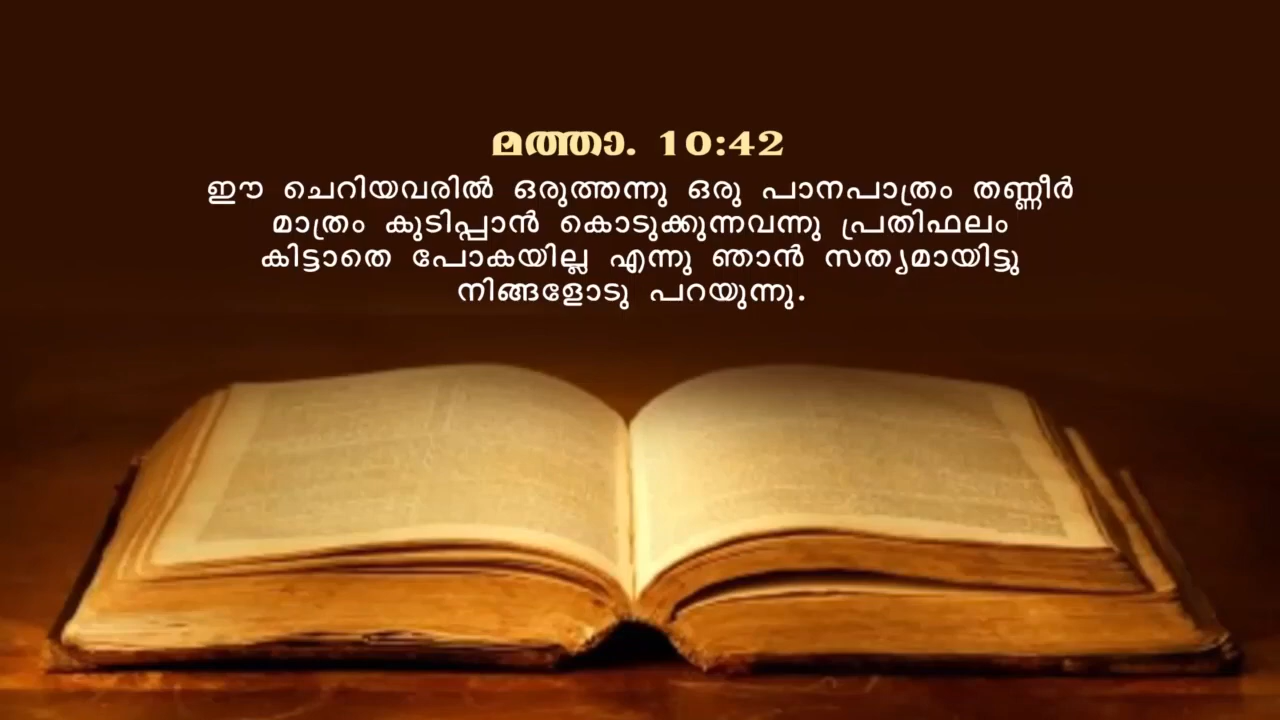 മത്താ. 10:42
ഈ ചെറിയവരിൽ ഒരുത്തന്നു ഒരു പാനപാത്രം തണ്ണീർ
മാത്രം കുടിപ്പാൻ കൊടുക്കുന്നവന്നു പ്രതിഫലം
കിട്ടാതെ പോകയില്ല എന്നു ഞാൻ സത്യമായിട്ടു
നിങ്ങളോടു പറയുന്നു.